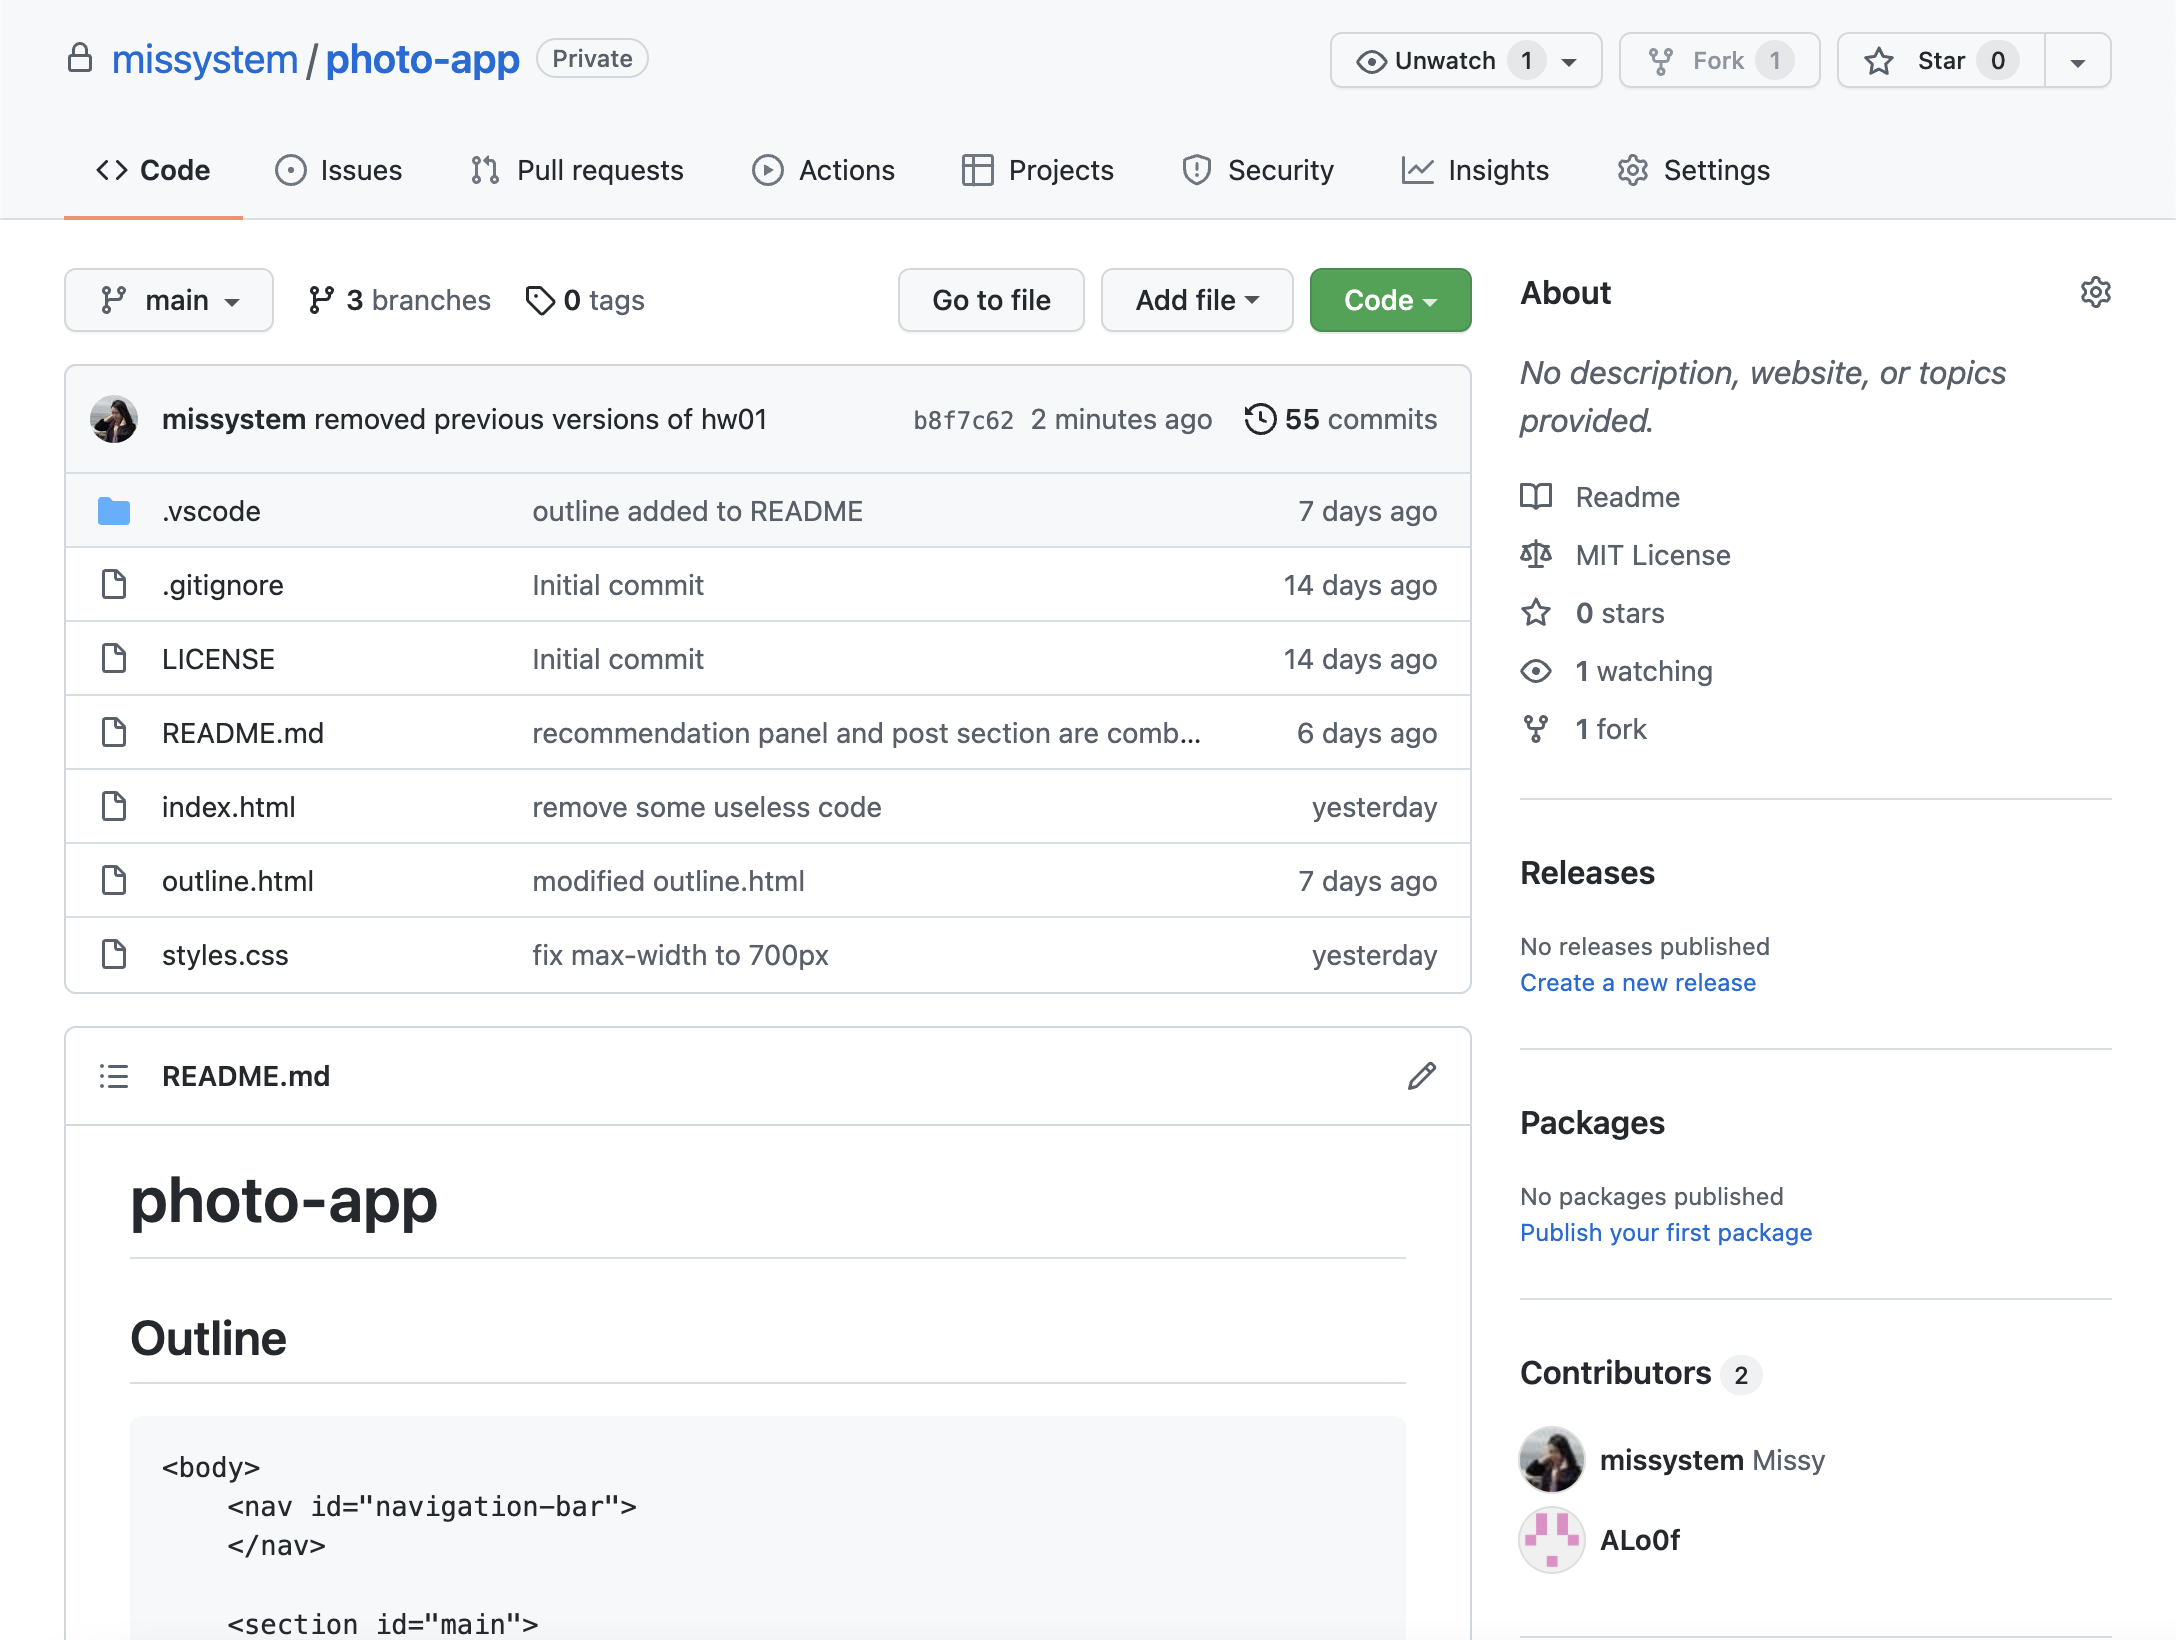 missystem / photo-app Private Unwatch 1 Fork 1 Star 0
Code Issues Pull requests Actions Projects Security Insights Settings
main 3 branches 0 tags Go to file Add file Code
missystem removed previous versions of hw01 b8f7c62 2 minutes ago 55 commits
.vscode outline added to README 7 days ago
.gitignore Initial commit 14 days ago
LICENSE Initial commit 14 days ago
README.md recommendation panel and post section are comb... 6 days ago
index.html remove some useless code yesterday
outline.html modified outline.html 7 days ago
styles.css fix max-width to 700px yesterday
README.md
photo-app
Outline
<body>
    <nav id="navigation-bar">
    </nav>
    <section id="main">
About
No description, website, or topics
provided.
Readme
MIT License
0 stars
1 watching
1 fork
Releases
No releases published
Create a new release
Packages
No packages published
Publish your first package
Contributors 2
missystem Missy
ALo0f